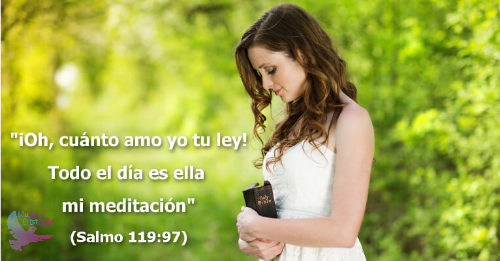 "¡Oh, cuánto amo yo tu ley!
Todo el día es ella
mi meditación"
(Salmo 119:97)